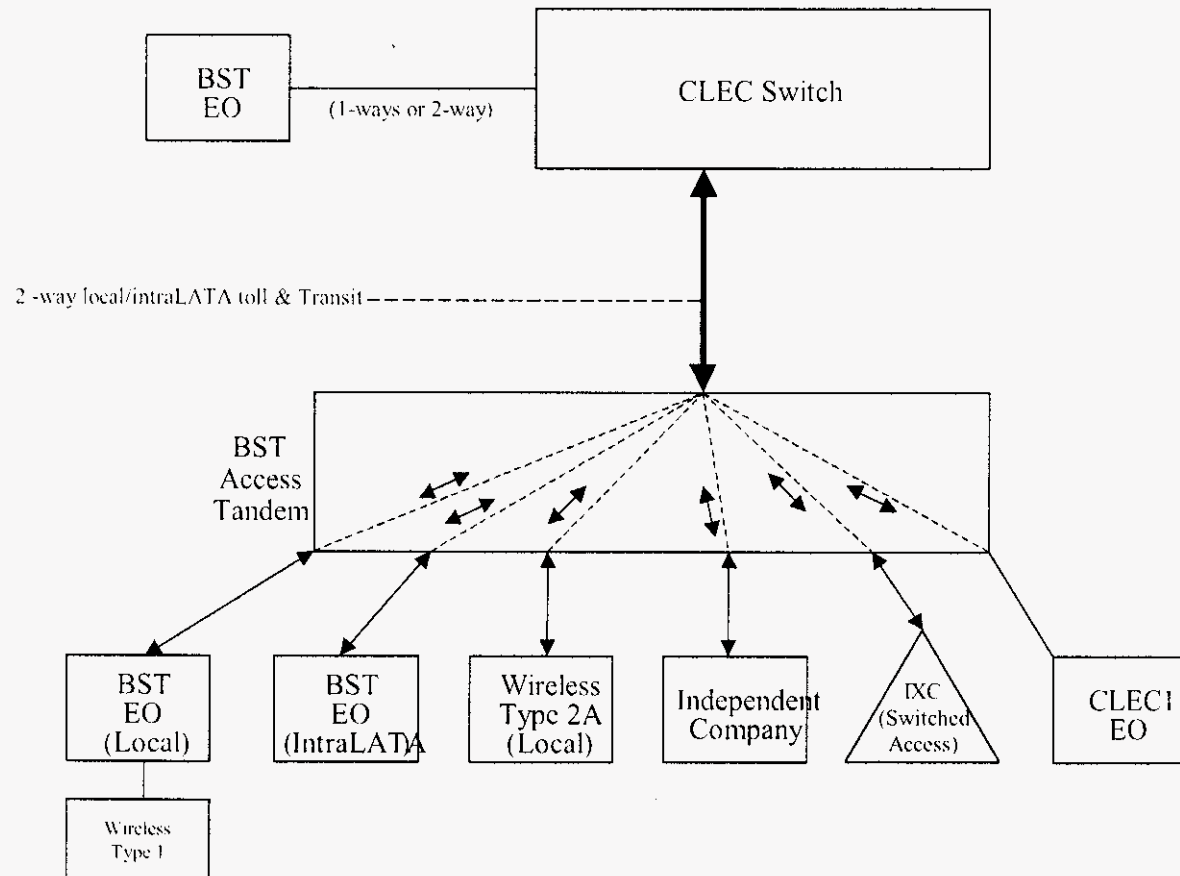 BST
EO
(1-ways or 2-way)
CLEC Switch
2 -way local/intraLATA toll & Transit
BST
Access
Tandem
BST
EO
(Local)
BST
EO
(IntraLAT)A
Wireless
Type 2A
(Local)
Independent
Company
IXC
(Switched
Access)
CLEC1
EO
Wireless
Type 1